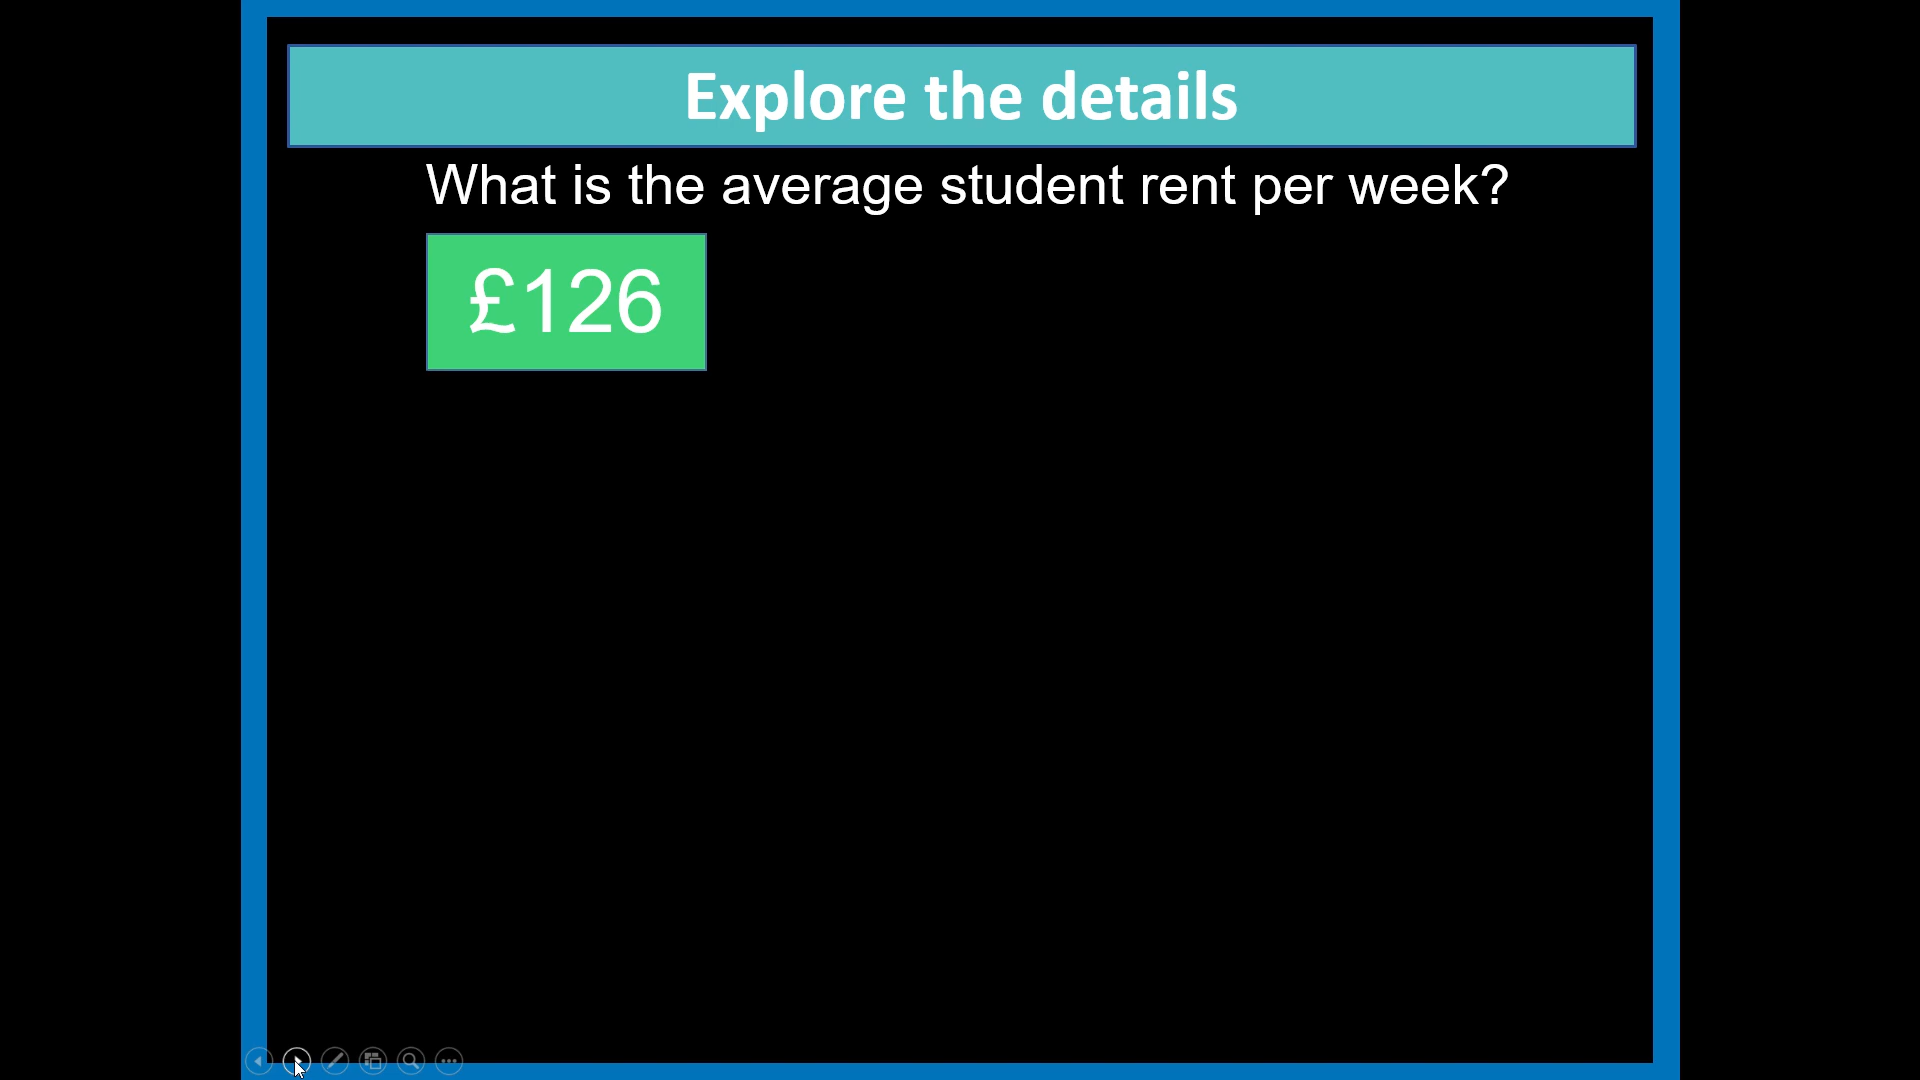 Explore the details
What is the average student rent per week?
£126